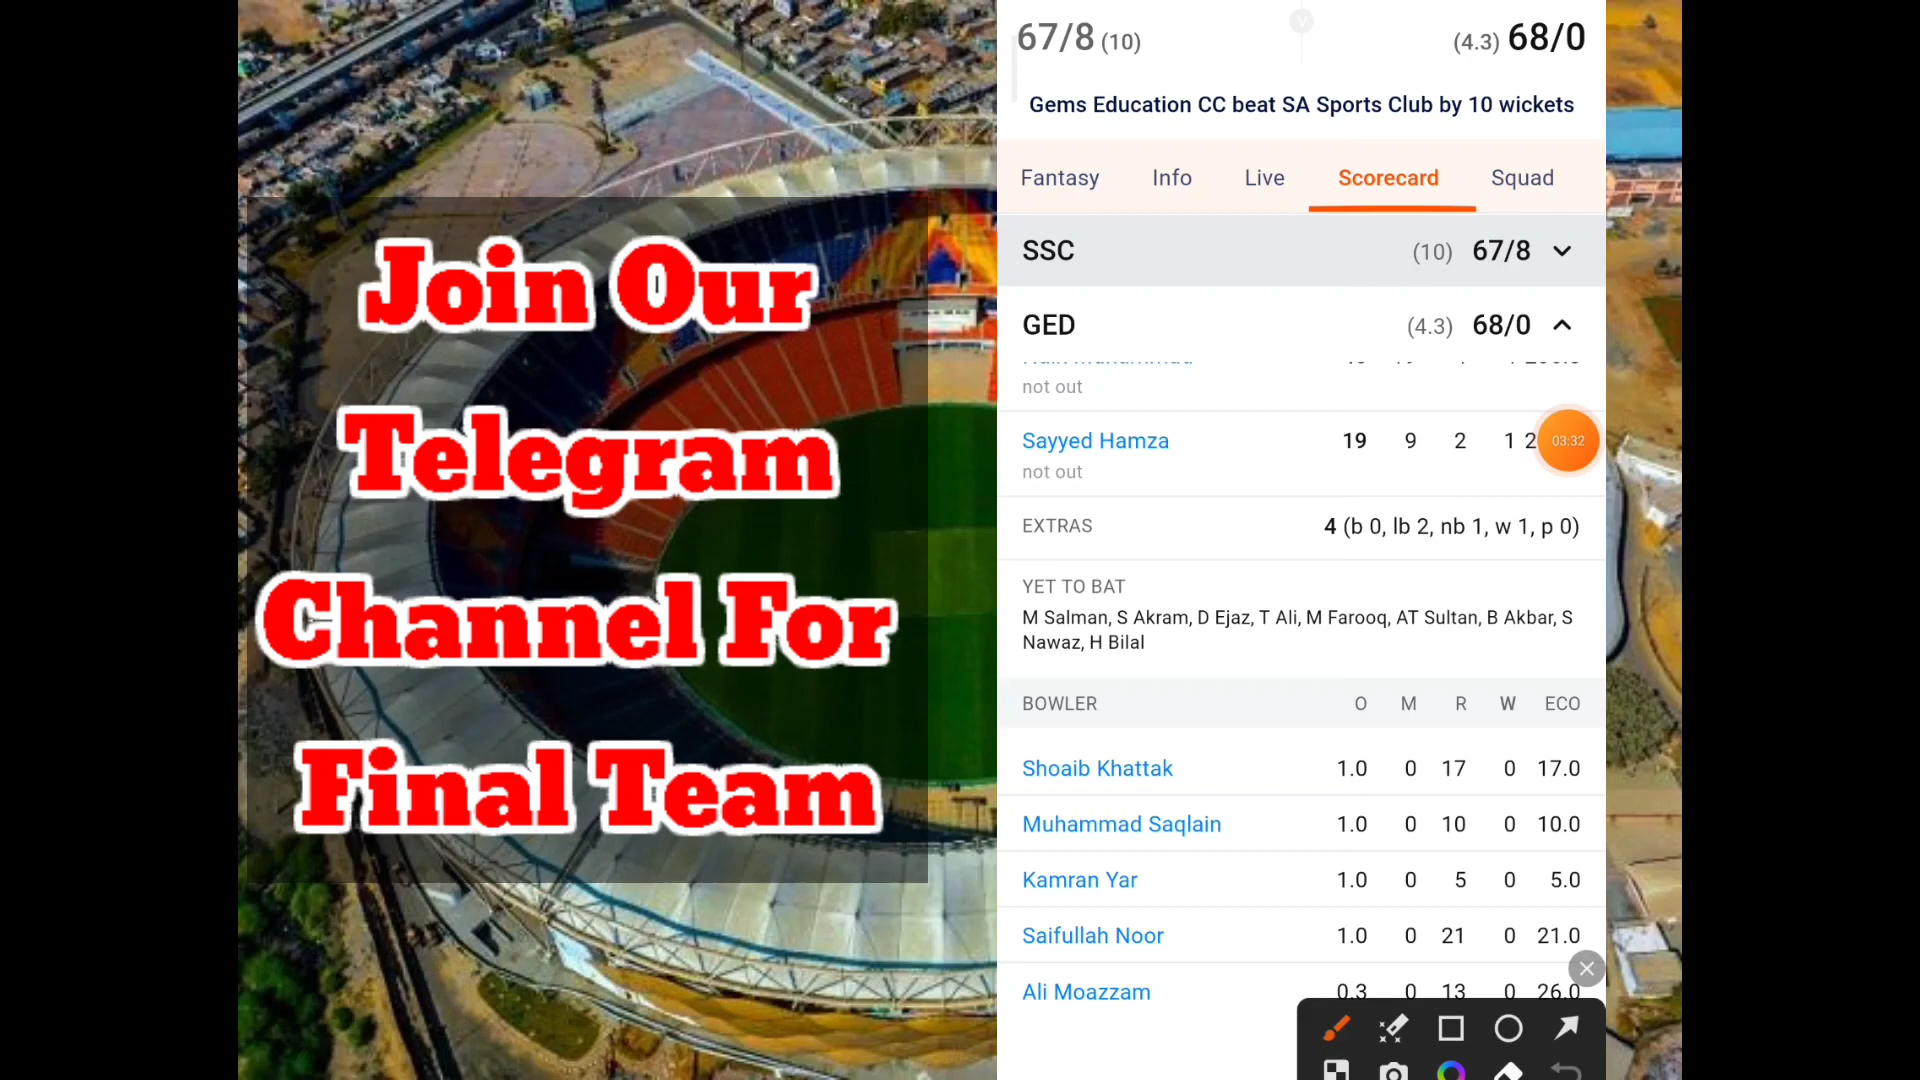 Join Our
Telegram
Channel For
Final Team
67/8 (10)
V
(4.3) 68/0
Gems Education CC beat SA Sports Club by 10 wickets
Fantasy Info Live Scorecard Squad
SSC (10) 67/8
GED (4.3) 68/0
not out
Sayyed Hamza 19 9 2 1 2
03:32
not out
EXTRAS 4 (b 0, lb 2, nb 1, w 1, p 0)
YET TO BAT
M Salman, S Akram, D Ejaz, T Ali, M Farooq, AT Sultan, B Akbar, S
Nawaz, H Bilal
BOWLER O M R W ECO
Shoaib Khattak 1.0 0 17 0 17.0
Muhammad Saqlain 1.0 0 10 0 10.0
Kamran Yar 1.0 0 5 0 5.0
Saifullah Noor 1.0 0 21 0 21.0
Ali Moazzam 0.3 0 13 0 26.0